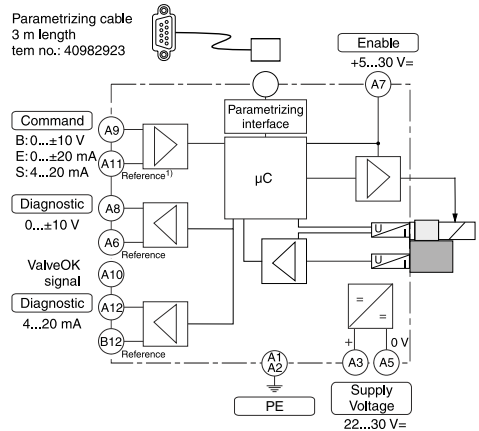 Parametrizing cable
3 m length
tem no.: 40982923
Enable
+5...30 V=
A7
Parametrizing
interface
Command
B: 0...±10 V
E: 0...±20 mA
S: 4...20 mA
A9
A11
Reference1)
µC
Diagnostic
0...±10 V
A8
A6
Reference
U
I
U
I
ValveOK
signal
A10
Diagnostic
4...20 mA
A12
B12
Reference
=
=
+
0 V
A1
A2
A3
A5
PE
Supply
Voltage
22...30 V=